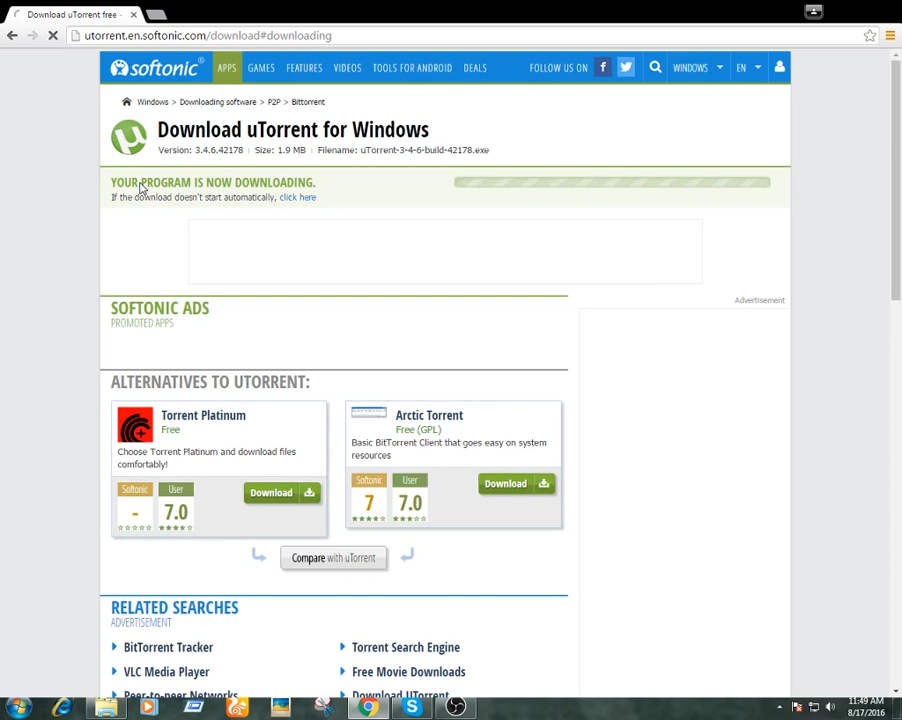 Download uTorrent free -
utorrent.en.softonic.com/download#downloading
softonic
APPS GAMES FEATURES VIDEOS TOOLS FOR ANDROID DEALS FOLLOW US ON WINDOWS EN
Windows > Downloading software > P2P > Bittorrent
Download uTorrent for Windows
Version: 3.4.6.42178 Size: 1.9 MB Filename: uTorrent-3-4-6-build-42178.exe
YOUR PROGRAM IS NOW DOWNLOADING.
If the download doesn't start automatically, click here
Advertisement
SOFTONIC ADS
PROMOTED APPS
ALTERNATIVES TO UTORRENT:
Torrent Platinum
Free
Choose Torrent Platinum and download files
comfortably!
Softonic User
- 7.0
Download
Arctic Torrent
Free (GPL)
Basic BitTorrent Client that goes easy on system
resources
Softonic User
7 7.0
Download
Compare with uTorrent
RELATED SEARCHES
ADVERTISEMENT
BitTorrent Tracker
Torrent Search Engine
VLC Media Player
Free Movie Downloads
Peer-to-peer Networks
Download UTorrent
11:49 AM
8/17/2016